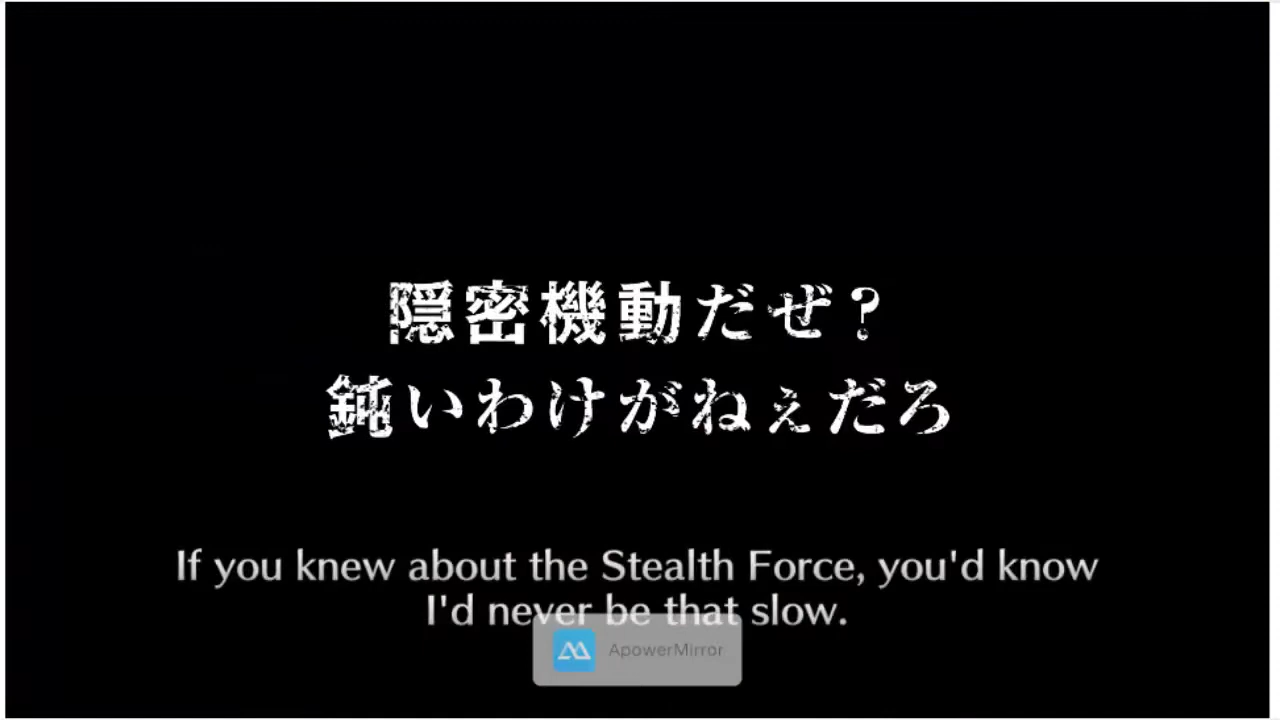 隠密機動だぜ？
鈍いわけがねぇだろ
If you knew about the Stealth Force, you'd know
I'd never be that slow.
ApowerMirror